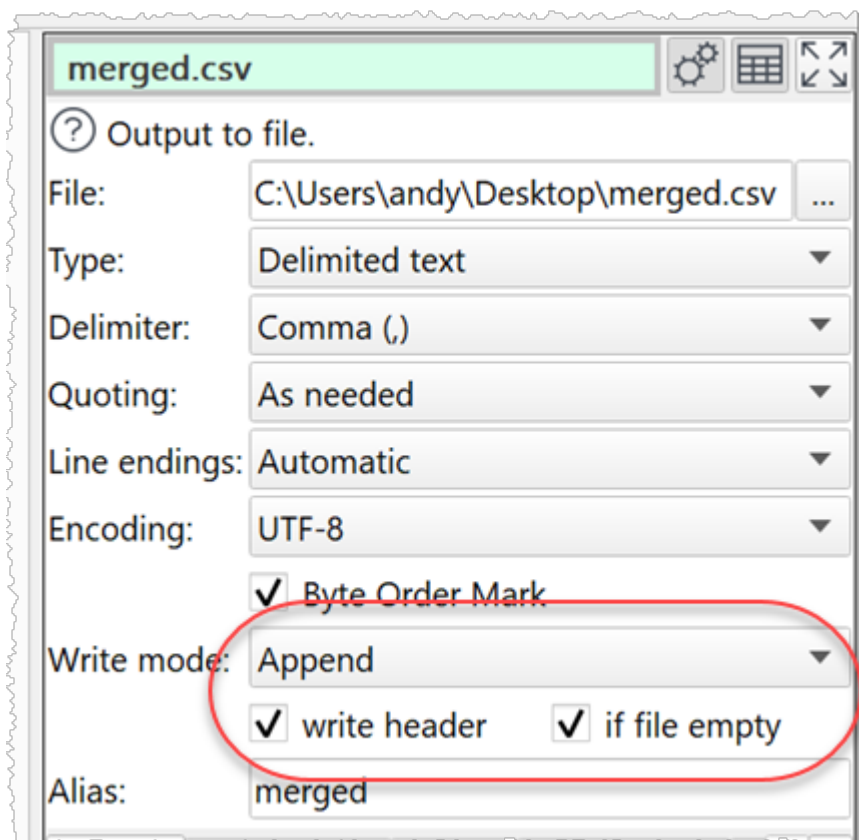 merged.csv
? Output to file.
File: C:\Users\andy\Desktop\merged.csv ...
Type: Delimited text
Delimiter: Comma (,)
Quoting: As needed
Line endings: Automatic
Encoding: UTF-8
Byte Order Mark
Write mode: Append
write header if file empty
Alias: merged